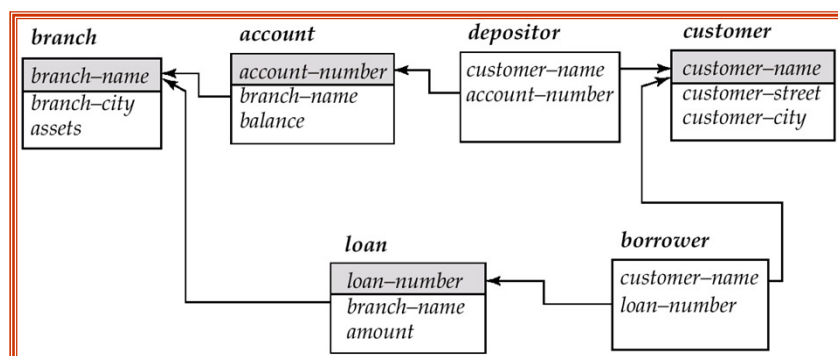 branch
branch–name
branch–city
assets
account
account–number
branch–name
balance
depositor
customer–name
account–number
customer
customer–name
customer–street
customer–city
loan
loan–number
branch–name
amount
borrower
customer–name
loan–number